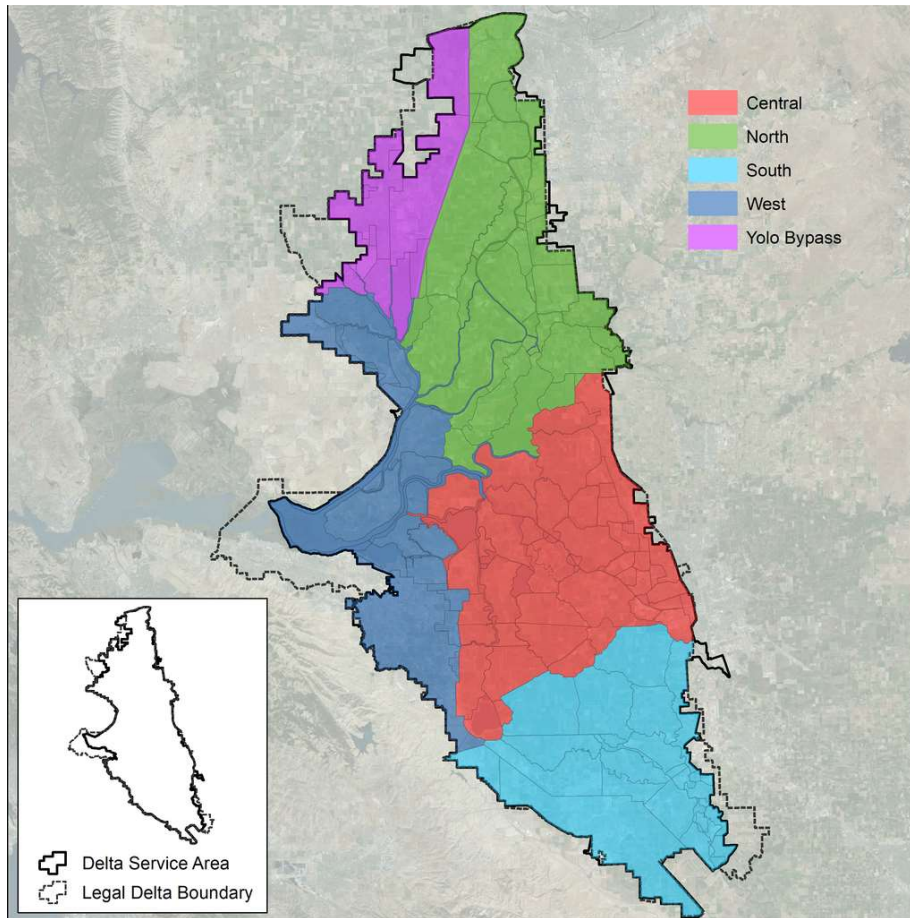 Central
North
South
West
Yolo Bypass
Delta Service Area
Legal Delta Boundary